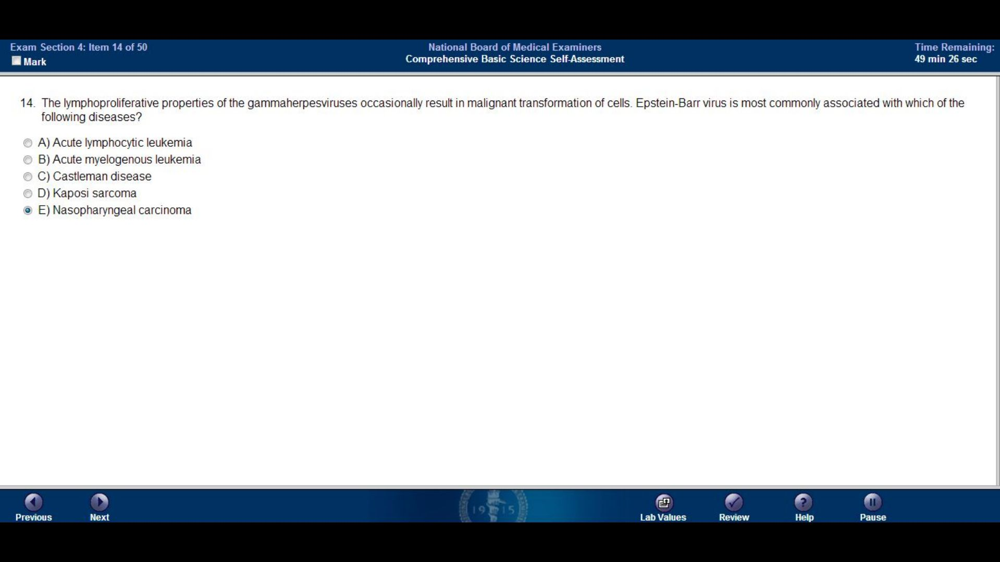 Exam Section 4: Item 14 of 50
National Board of Medical Examiners
Time Remaining:
Mark
Comprehensive Basic Science Self-Assessment
49 min 26 sec
14. The lymphoproliferative properties of the gammaherpesviruses occasionally result in malignant transformation of cells. Epstein-Barr virus is most commonly associated with which of the
following diseases?
A) Acute lymphocytic leukemia
B) Acute myelogenous leukemia
C) Castleman disease
D) Kaposi sarcoma
E) Nasopharyngeal carcinoma
1915
Previous
Next
Lab Values
Review
Help
Pause